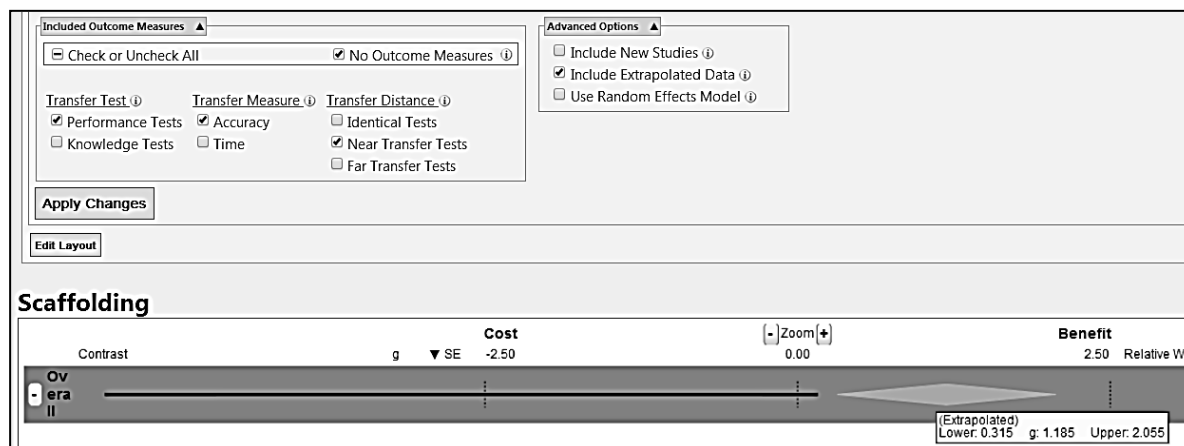 Included Outcome Measures ▲
Check or Uncheck All No Outcome Measures ⓘ
Transfer Test ⓘ Transfer Measure ⓘ Transfer Distance ⓘ
Performance Tests Accuracy Identical Tests
Knowledge Tests Time Near Transfer Tests
Far Transfer Tests
Apply Changes
Edit Layout
Advanced Options ▲
Include New Studies ⓘ
Include Extrapolated Data ⓘ
Use Random Effects Model ⓘ
Scaffolding
Cost [-]Zoom[+] Benefit
Contrast g ▼ SE -2.50 0.00 2.50 Relative W
- Ov
era
ll
(Extrapolated)
Lower: 0.315 g: 1.185 Upper: 2.055